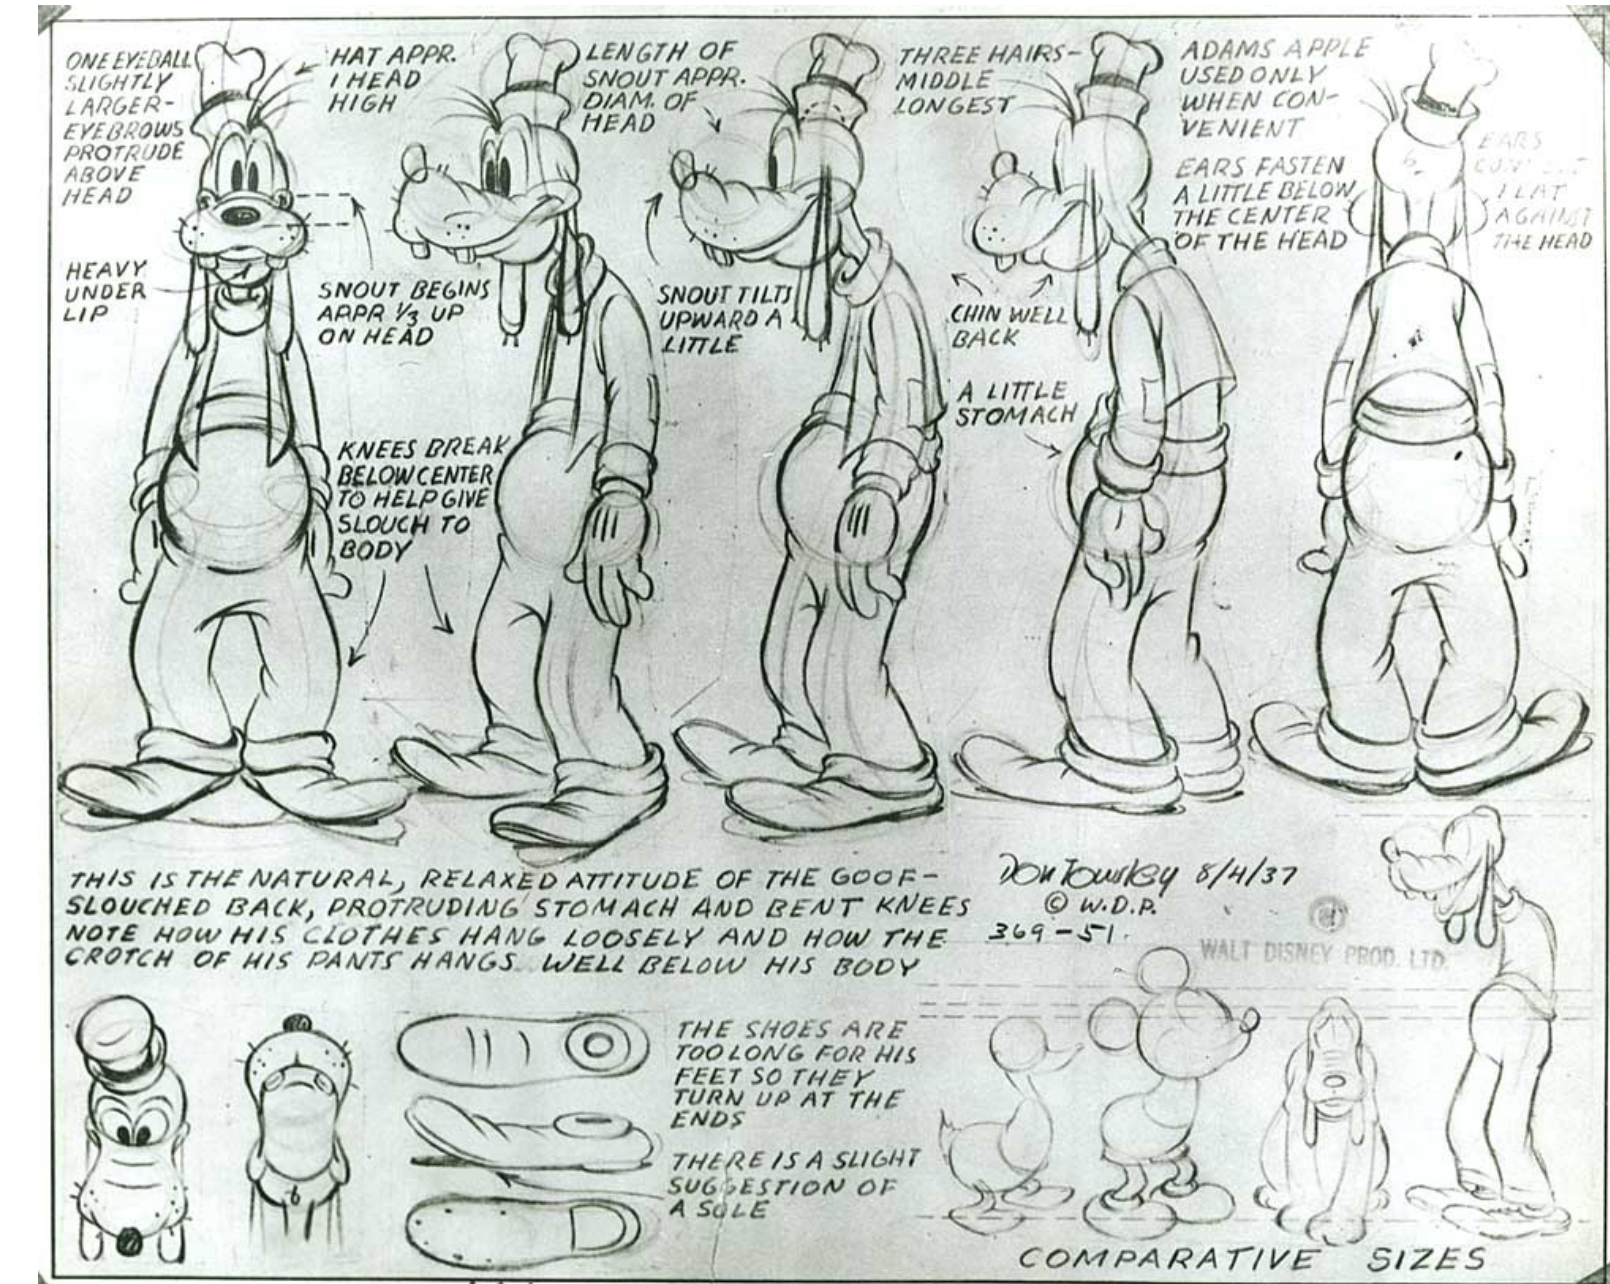 ONE EYEBALL
SLIGHTLY
LARGER-
EYEBROWS
PROTRUDE
ABOVE
HEAD
HAT APPR.
1 HEAD
HIGH
LENGTH OF
SNOUT APPR.
DIAM. OF
HEAD
THREE HAIRS-
MIDDLE
LONGEST
ADAMS APPLE
USED ONLY
WHEN CON-
VENIENT
EARS FASTEN
A LITTLE BELOW
THE CENTER
OF THE HEAD
EARS
FLAT
AGAINST
THE HEAD
HEAVY
UNDER
LIP
SNOUT BEGINS
APPR 1/3 UP
ON HEAD
SNOUT TILTS
UPWARD A
LITTLE
CHIN WELL
BACK
A LITTLE
STOMACH
KNEES BREAK
BELOW CENTER
TO HELP GIVE
SLOUCH TO
BODY
THIS IS THE NATURAL, RELAXED ATTITUDE OF THE GOOF-
SLOUCHED BACK, PROTRUDING STOMACH AND BENT KNEES
NOTE HOW HIS CLOTHES HANG LOOSELY AND HOW THE
CROTCH OF HIS PANTS HANGS WELL BELOW HIS BODY
Don Towsley 8/4/37
© W.D.P.
369-51.
WALT DISNEY PROD. LTD.
THE SHOES ARE
TOO LONG FOR HIS
FEET SO THEY
TURN UP AT THE
ENDS
THERE IS A SLIGHT
SUGGESTION OF
A SOLE
COMPARATIVE SIZES